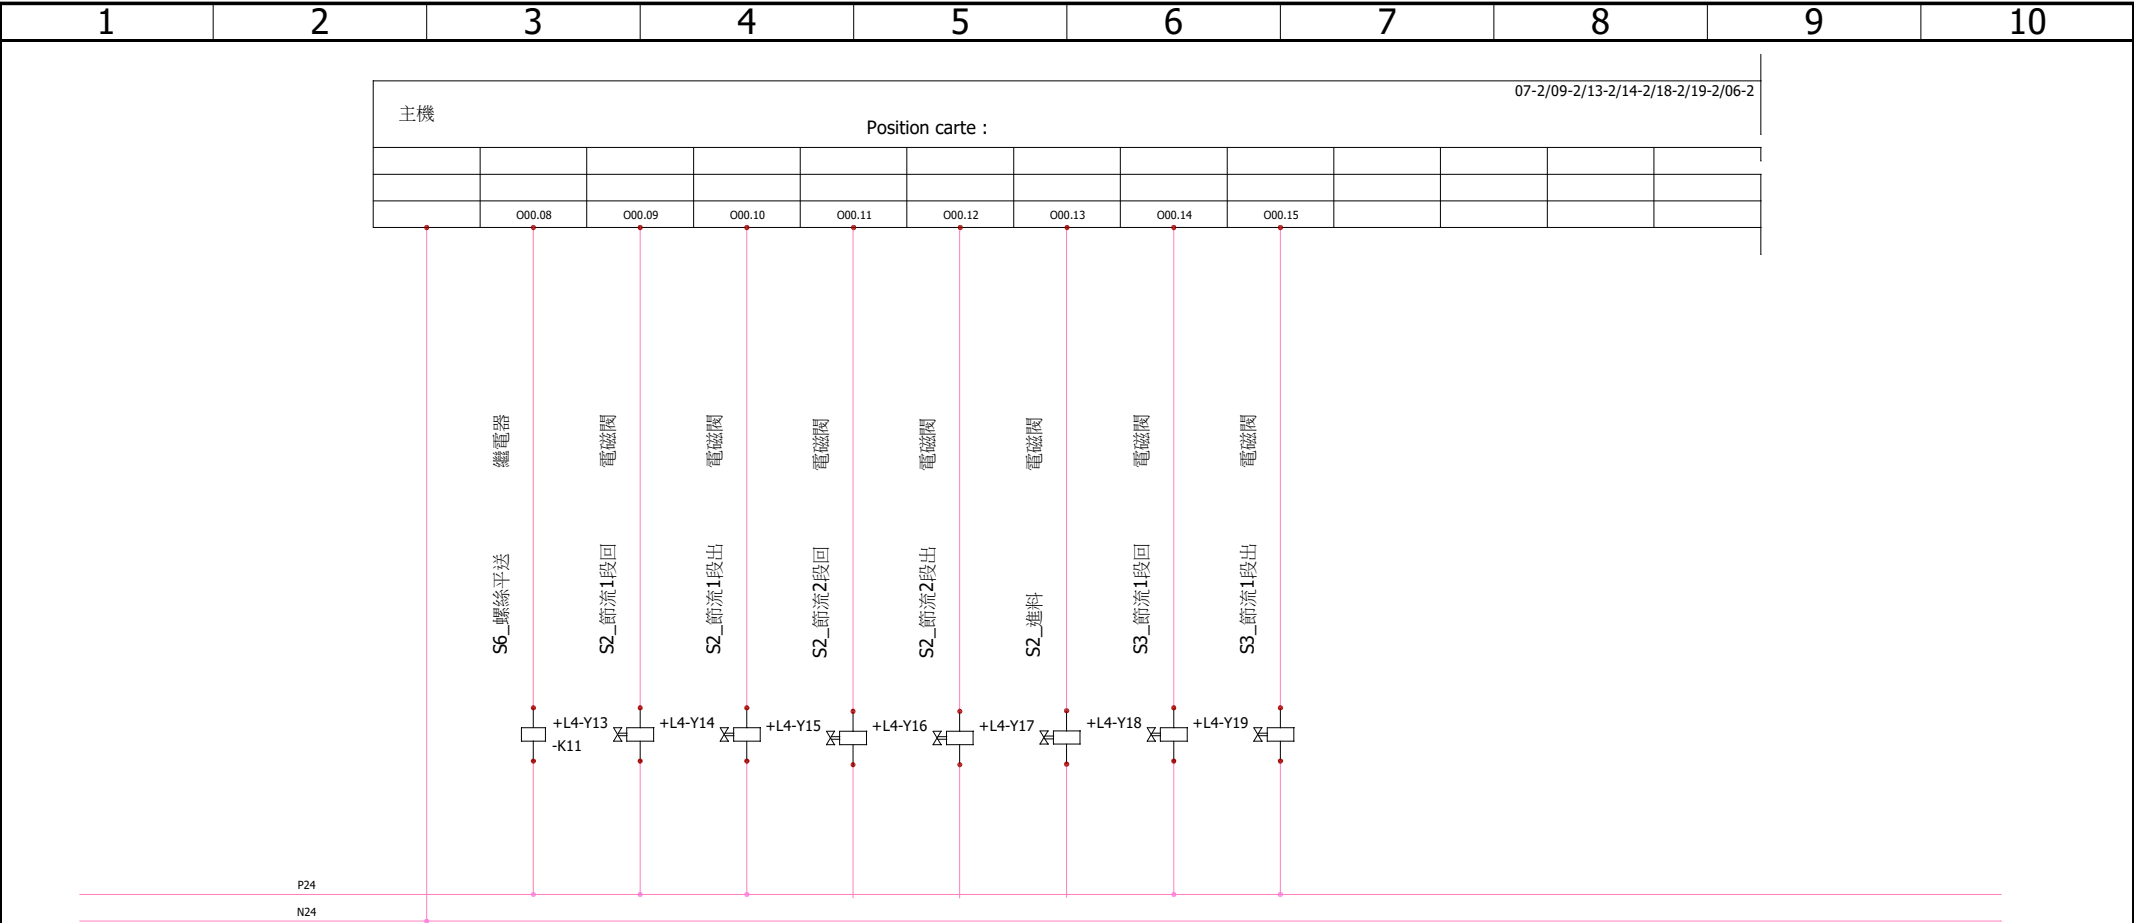 1 2 3 4 5 6 7 8 9 10
07-2/09-2/13-2/14-2/18-2/19-2/06-2
主機
Position carte :
O00.08 O00.09 O00.10 O00.11 O00.12 O00.13 O00.14 O00.15
S6_螺絲平送 繼電器
S2_節流1段回 電磁閥
S2_節流1段出 電磁閥
S2_節流2段回 電磁閥
S2_節流2段出 電磁閥
S2_進料 電磁閥
S3_節流1段回 電磁閥
S3_節流1段出 電磁閥
+L4-Y13 +L4-Y14 +L4-Y15 +L4-Y16 +L4-Y17 +L4-Y18 +L4-Y19
-K11
P24
N24